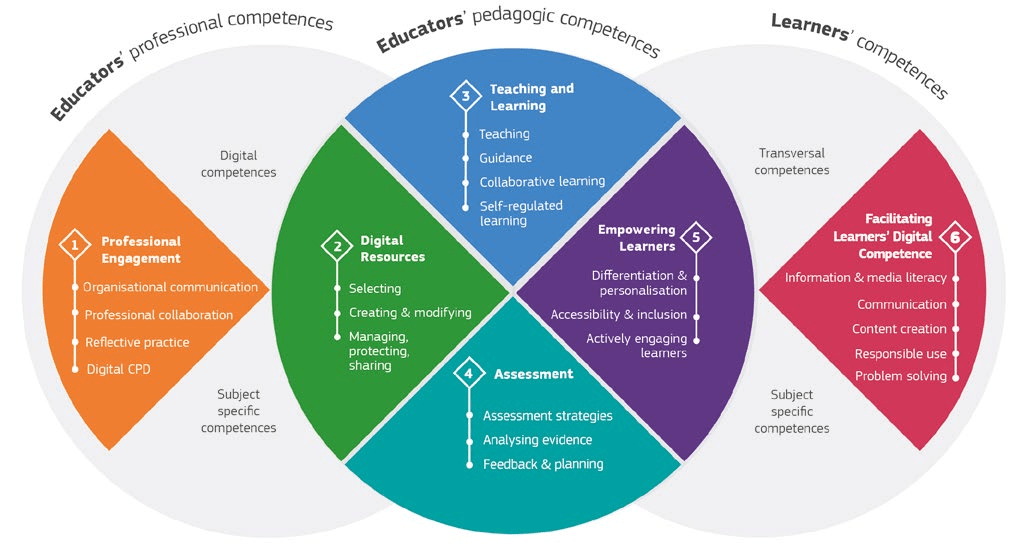 Educators' professional competences
Educators' pedagogic competences
Learners' competences
Digital
competences
Transversal
competences
1
Professional
Engagement
Organisational communication
Professional collaboration
Reflective practice
Digital CPD
2
Digital
Resources
Selecting
Creating & modifying
Managing,
protecting,
sharing
3
Teaching and
Learning
Teaching
Guidance
Collaborative learning
Self-regulated
learning
4
Assessment
Assessment strategies
Analysing evidence
Feedback & planning
5
Empowering
Learners
Differentiation &
personalisation
Accessibility & inclusion
Actively engaging
learners
6
Facilitating
Learners' Digital
Competence
Information & media literacy
Communication
Content creation
Responsible use
Problem solving
Subject
specific
competences
Subject
specific
competences